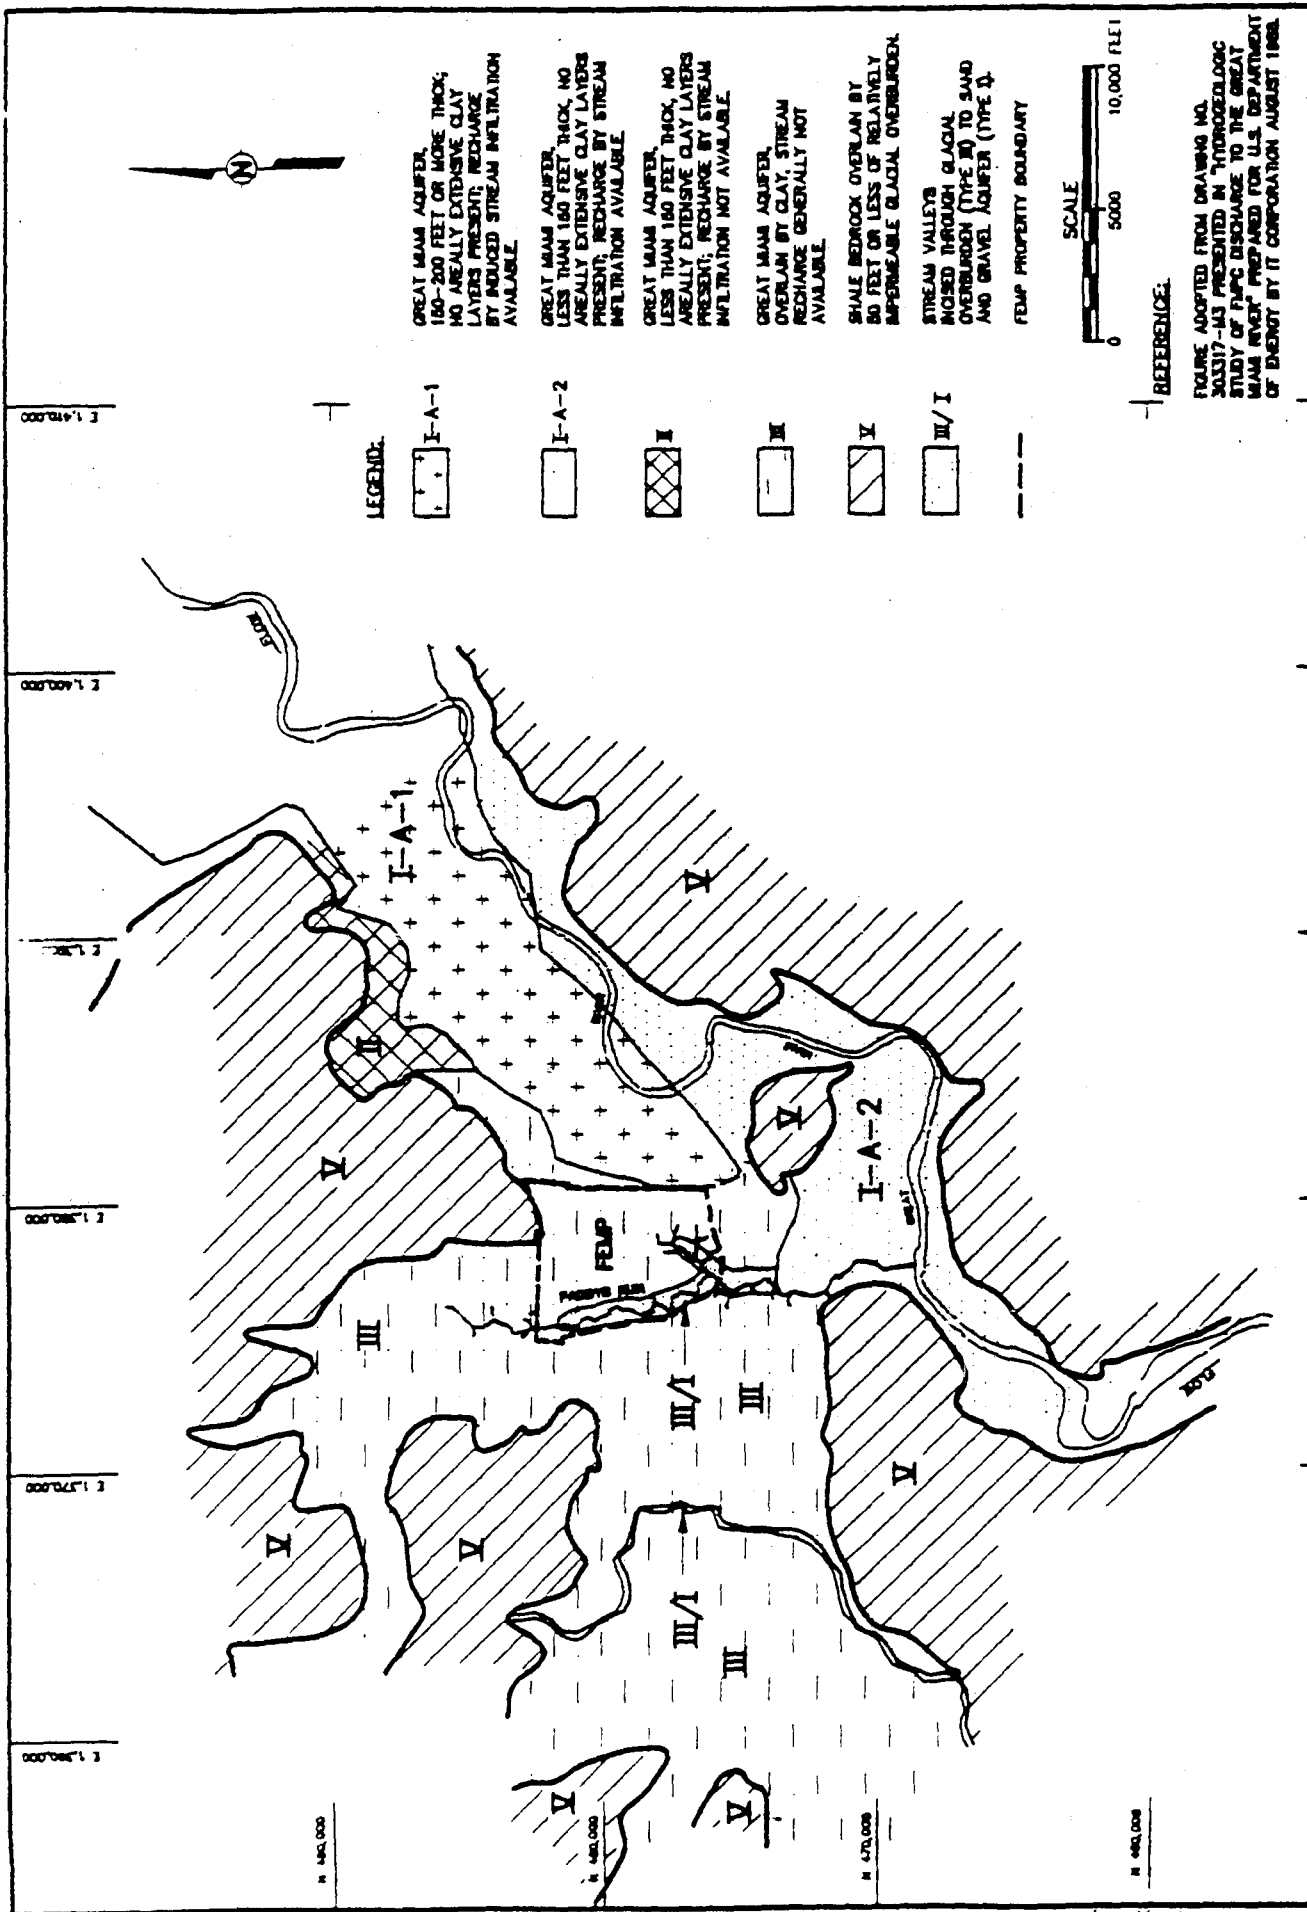 LEGEND:
I-A-1
GREAT MIAMI AQUIFER,
150-200 FEET OR MORE THICK;
NO AREALLY EXTENSIVE CLAY
LAYERS PRESENT; RECHARGE
BY INDUCED STREAM INFILTRATION
AVAILABLE.
I-A-2
GREAT MIAMI AQUIFER,
LESS THAN 150 FEET THICK, NO
AREALLY EXTENSIVE CLAY LAYERS
PRESENT; RECHARGE BY STREAM
INFILTRATION AVAILABLE.
II
GREAT MIAMI AQUIFER,
LESS THAN 150 FEET THICK, NO
AREALLY EXTENSIVE CLAY LAYERS
PRESENT; RECHARGE BY STREAM
INFILTRATION NOT AVAILABLE.
III
GREAT MIAMI AQUIFER,
OVERLAIN BY CLAY, STREAM
RECHARGE GENERALLY NOT
AVAILABLE.
V
SHALE BEDROCK OVERLAIN BY
50 FEET OR LESS OF RELATIVELY
IMPERMEABLE GLACIAL OVERBURDEN.
III/I
STREAM VALLEYS
INCISED THROUGH GLACIAL
OVERBURDEN (TYPE III) TO SAND
AND GRAVEL AQUIFER (TYPE I).
FEMP PROPERTY BOUNDARY
SCALE
0 5000 10,000 FEET
REFERENCE:
FIGURE ADOPTED FROM DRAWING NO.
303317-M3 PRESENTED IN "HYDROGEOLOGIC
STUDY OF FMPC DISCHARGE TO THE GREAT
MIAMI RIVER" PREPARED FOR U.S. DEPARTMENT
OF ENERGY BY IT CORPORATION AUGUST 1988.
N
E 1,410,000
E 1,400,000
E 1,380,000
E 1,370,000
E 1,360,000
N 480,000
N 470,000
N 460,000
FLOW
I-A-1
II
V
V
V
I-A-2
RIVER
GREAT
FEMP
PADDYS RUN
III
III/I
III
V
V
V
III/I
III
V
V
FLOW